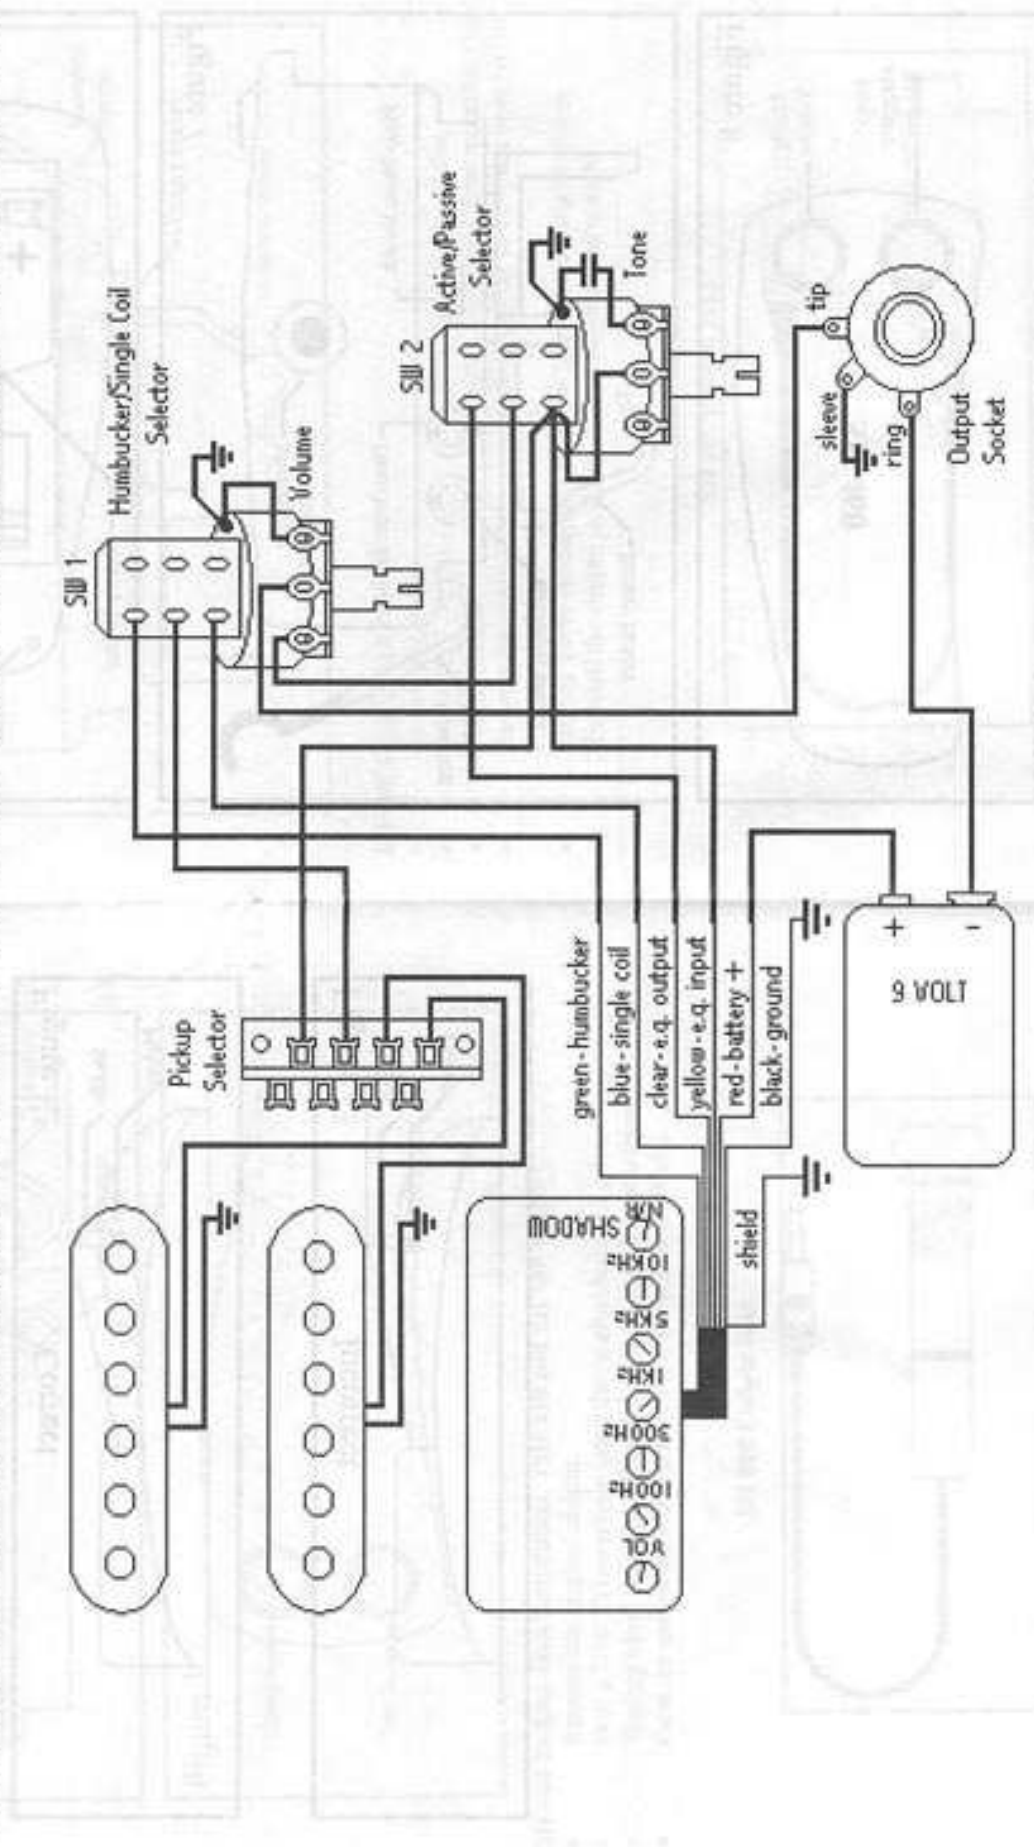 SW 1
Humbucker/Single Coil
Selector
Volume
SW 2
Active/Passive
Selector
Tone
tip
sleeve
ring
Output
Socket
Pickup
Selector
green-humbucker
blue-single coil
clear-e.q. output
yellow-e.q. input
red-battery +
black-ground
shield
+
-
9 VOLT
SHADOW
VOL
100Hz
300Hz
1KHz
5KHz
10KHz
N/R